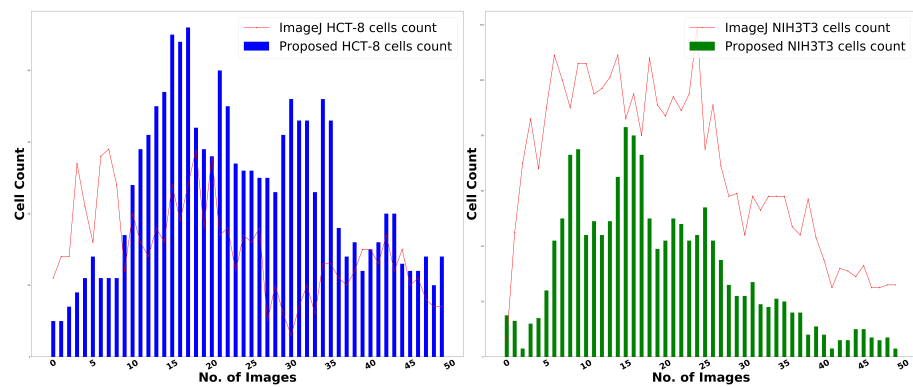 ImageJ HCT-8 cells count
Proposed HCT-8 cells count
Cell Count
0 5 10 15 20 25 30 35 40 45 50
No. of Images
ImageJ NIH3T3 cells count
Proposed NIH3T3 cells count
Cell Count
0 5 10 15 20 25 30 35 40 45 50
No. of Images